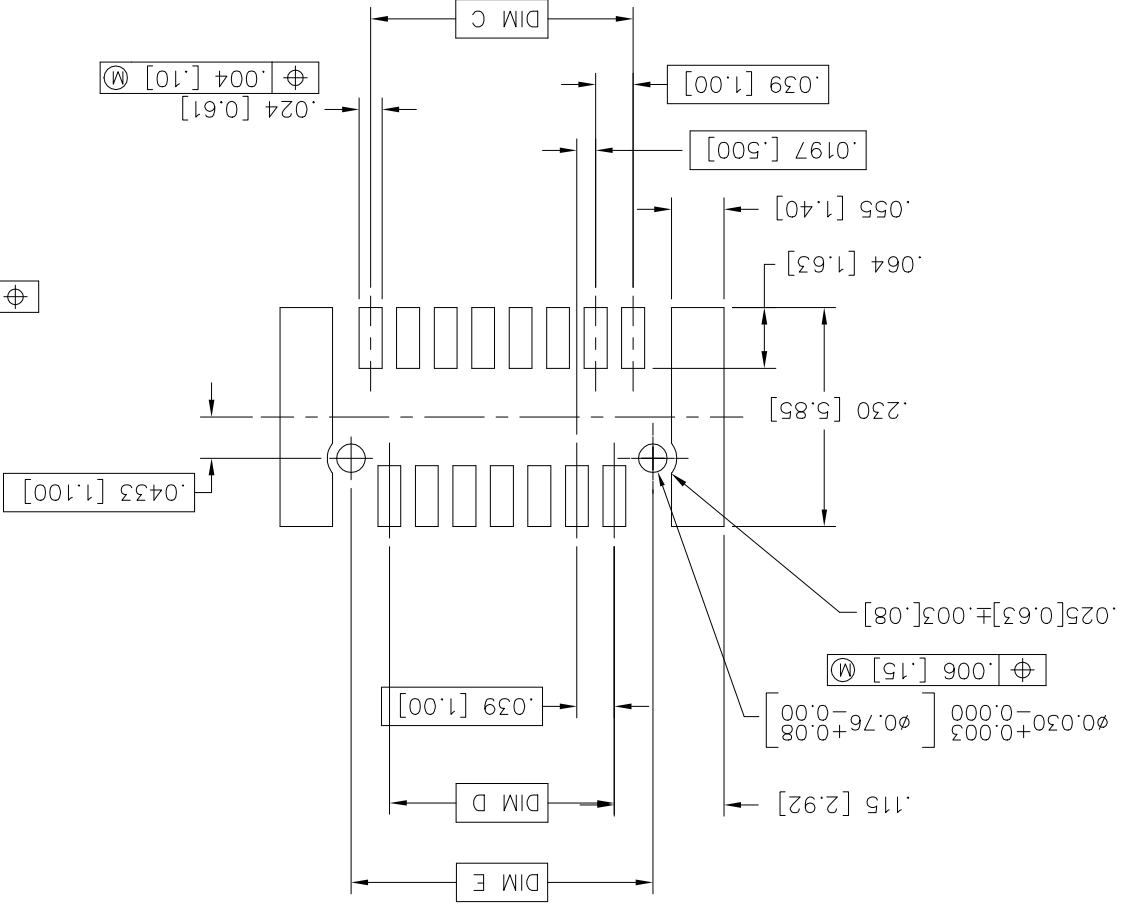 DIM E
DIM D
.115 [2.92]
⌀0.030+0.003 −0.000 [⌀0.76+0.08 −0.00]
⌖ .006 [.15] Ⓜ
.039 [1.00]
.025[0.63]±.003[.08]
.0433 [1.100]
.230 [5.85]
.064 [1.63]
⌖
.055 [1.40]
.0197 [.500]
.024 [0.61]
⌖ .004 [.10] Ⓜ
.039 [1.00]
DIM C